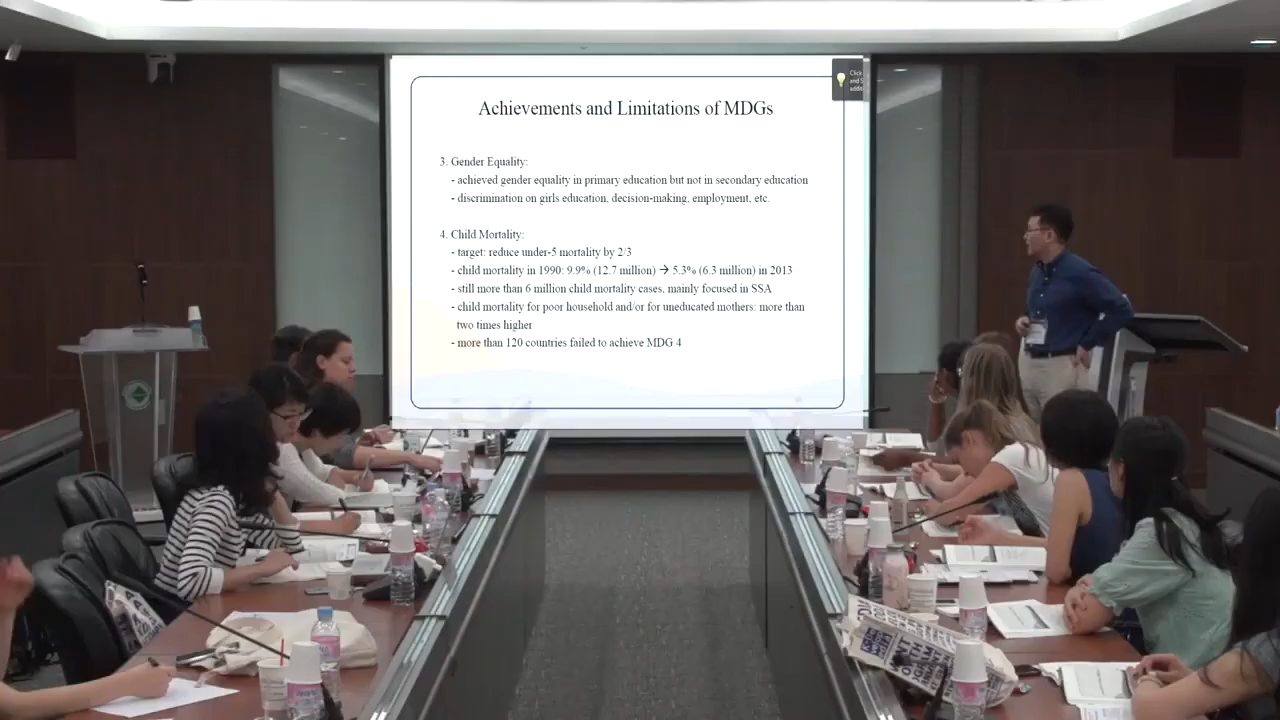 Achievements and Limitations of MDGs
3. Gender Equality:
- achieved gender equality in primary education but not in secondary education
- discrimination on girls education, decision-making, employment, etc.
4. Child Mortality:
- target: reduce under-5 mortality by 2/3
- child mortality in 1990: 9.9% (12.7 million) → 5.3% (6.3 million) in 2013
- still more than 6 million child mortality cases, mainly focused in SSA
- child mortality for poor household and/or for uneducated mothers: more than
two times higher
- more than 120 countries failed to achieve MDG 4
Click
and S